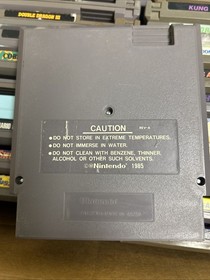 DOUBLE DRAGON III
KUNG
CAUTION
REV-A
• DO NOT STORE IN EXTREME TEMPERATURES.
• DO NOT IMMERSE IN WATER.
• DO NOT CLEAN WITH BENZENE, THINNER,
ALCOHOL OR OTHER SUCH SOLVENTS.
©®Nintendo 1985